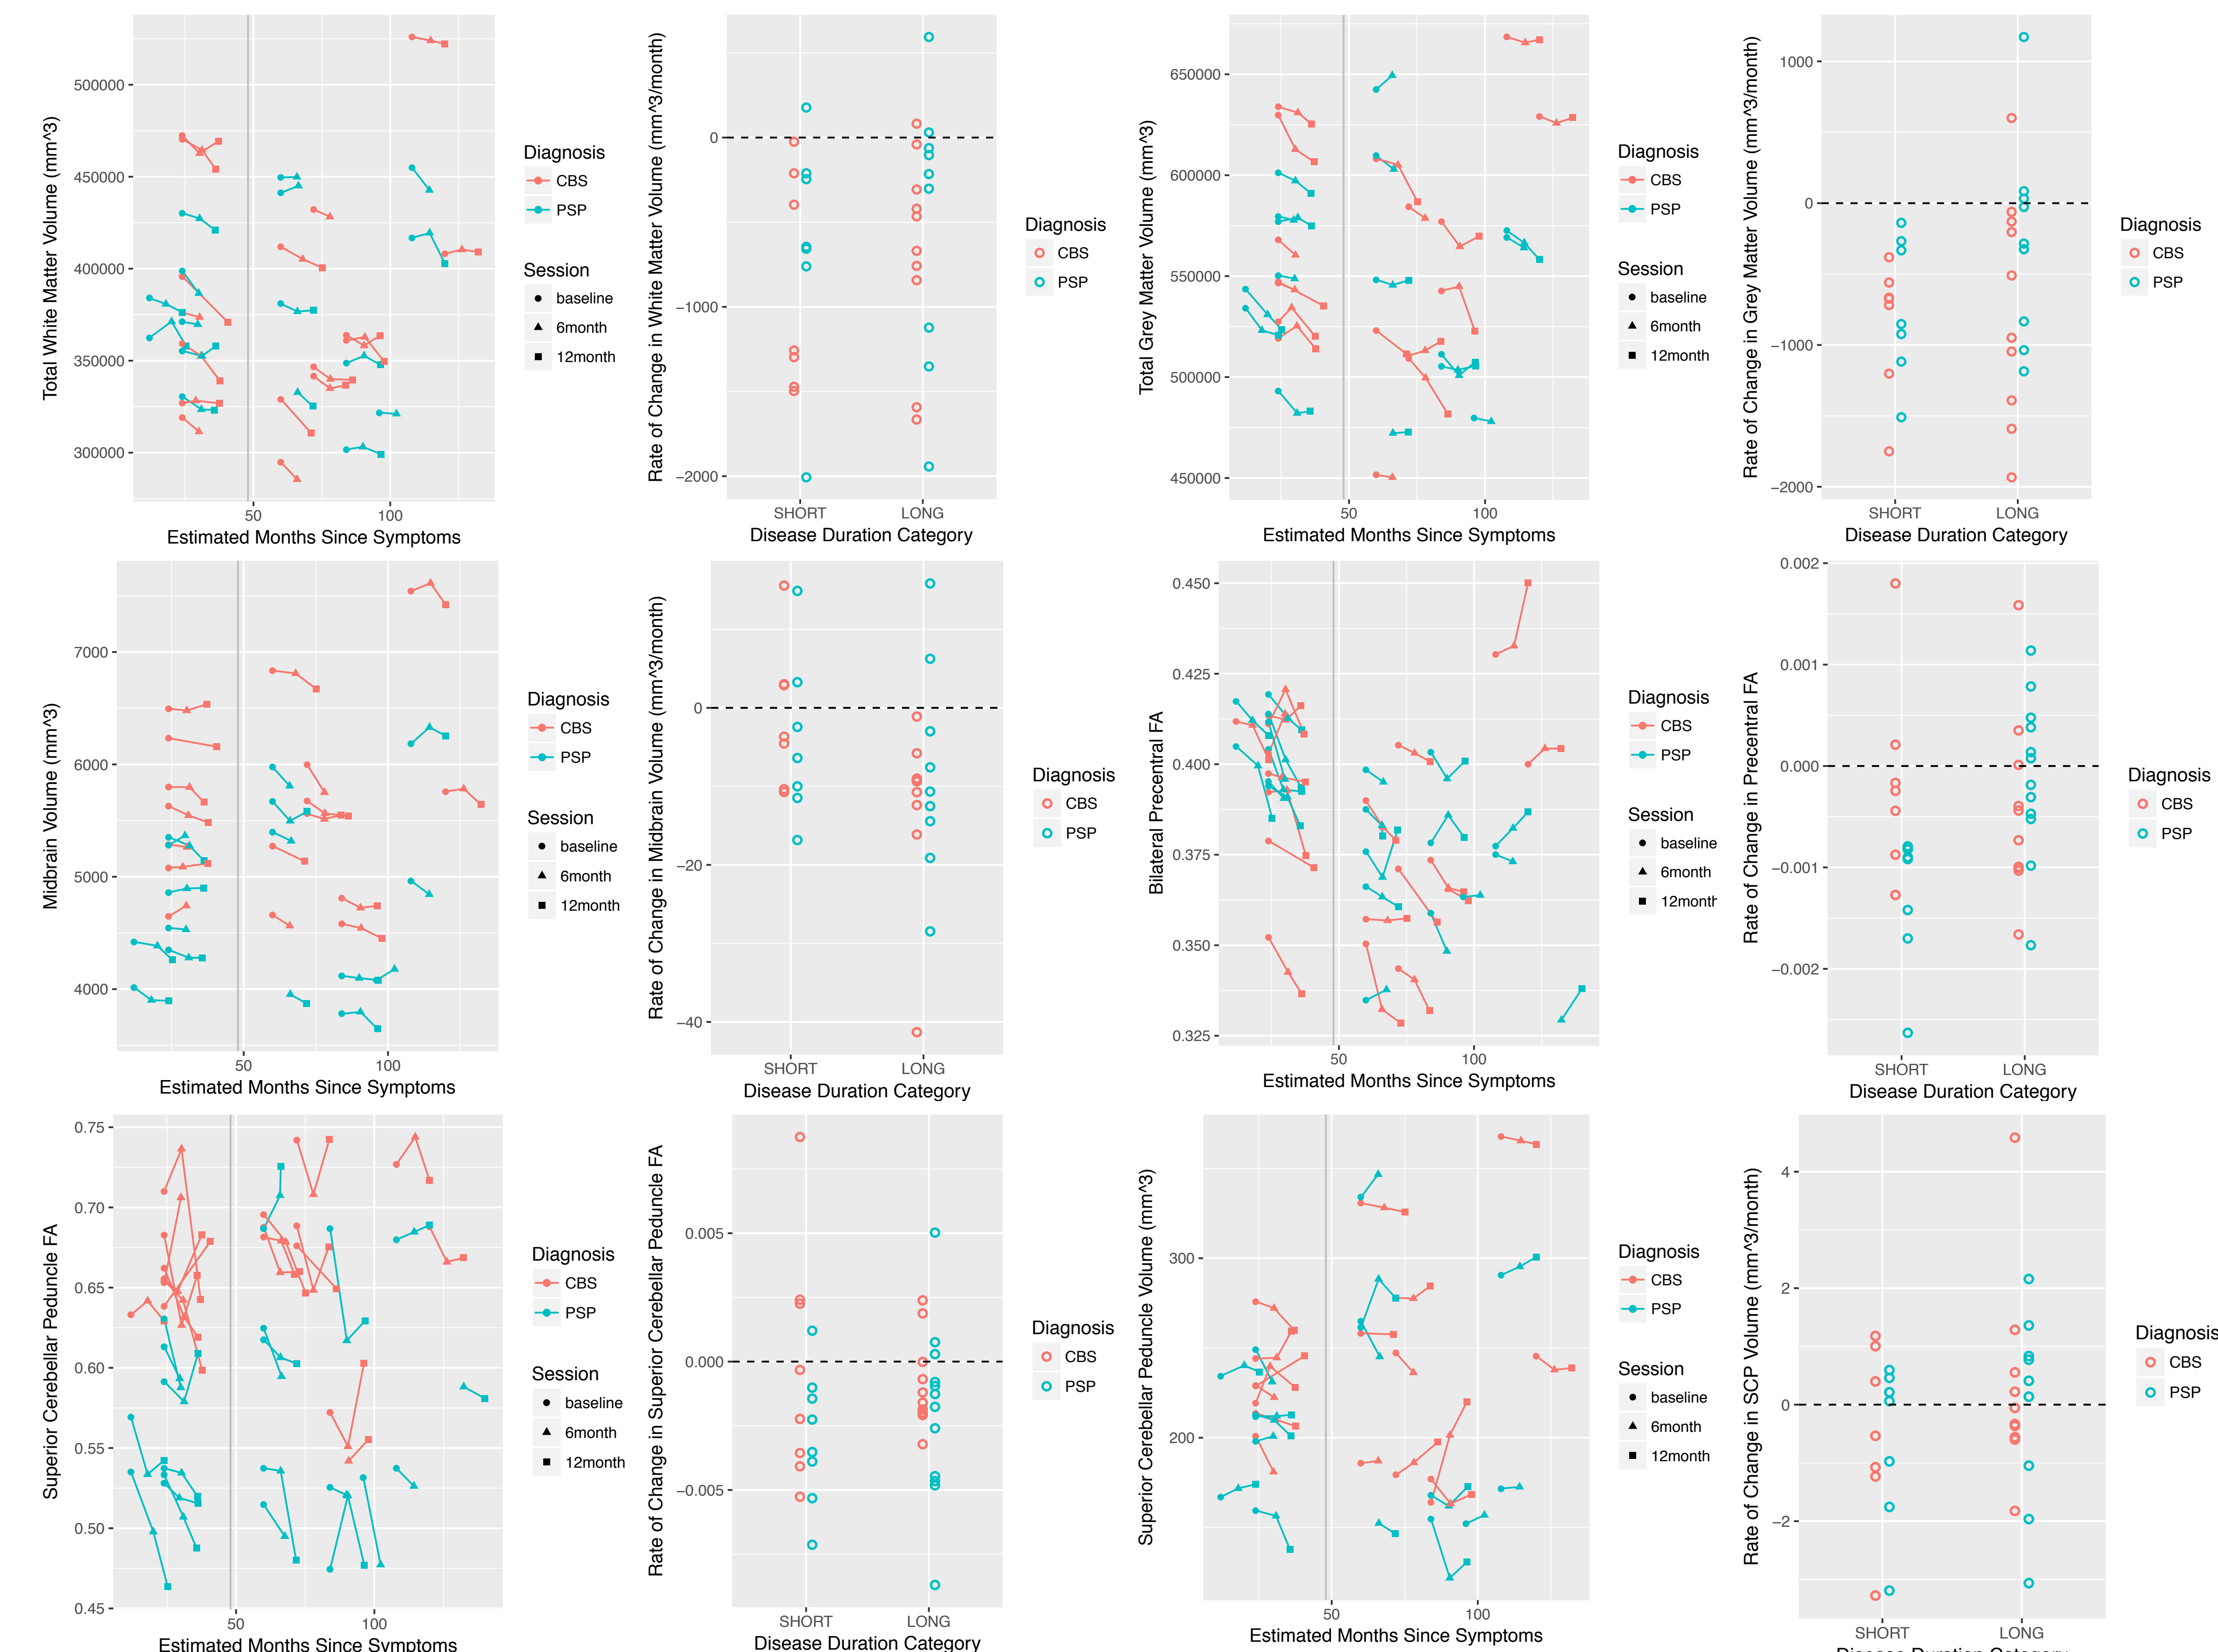 Total White Matter Volume (mm^3)
500000
450000
400000
350000
300000
50
100
Estimated Months Since Symptoms
Diagnosis
CBS
PSP
Session
baseline
6month
12month
Rate of Change in White Matter Volume (mm^3/month)
0
−1000
−2000
SHORT
LONG
Disease Duration Category
Diagnosis
CBS
PSP
Total Grey Matter Volume (mm^3)
650000
600000
550000
500000
450000
50
100
Estimated Months Since Symptoms
Diagnosis
CBS
PSP
Session
baseline
6month
12month
Rate of Change in Grey Matter Volume (mm^3/month)
1000
0
−1000
−2000
SHORT
LONG
Disease Duration Category
Diagnosis
CBS
PSP
Midbrain Volume (mm^3)
7000
6000
5000
4000
50
100
Estimated Months Since Symptoms
Diagnosis
CBS
PSP
Session
baseline
6month
12month
Rate of Change in Midbrain Volume (mm^3/month)
0
−20
−40
SHORT
LONG
Disease Duration Category
Diagnosis
CBS
PSP
Bilateral Precentral FA
0.450
0.425
0.400
0.375
0.350
0.325
50
100
Estimated Months Since Symptoms
Diagnosis
CBS
PSP
Session
baseline
6month
12month
Rate of Change in Precentral FA
0.002
0.001
0.000
−0.001
−0.002
SHORT
LONG
Disease Duration Category
Diagnosis
CBS
PSP
Superior Cerebellar Peduncle FA
0.75
0.70
0.65
0.60
0.55
0.50
0.45
50
100
Estimated Months Since Symptoms
Diagnosis
CBS
PSP
Session
baseline
6month
12month
Rate of Change in Superior Cerebellar Peduncle FA
0.005
0.000
−0.005
SHORT
LONG
Disease Duration Category
Diagnosis
CBS
PSP
Superior Cerebellar Peduncle Volume (mm^3)
300
200
50
100
Estimated Months Since Symptoms
Diagnosis
CBS
PSP
Session
baseline
6month
12month
Rate of Change in SCP Volume (mm^3/month)
4
2
0
−2
SHORT
LONG
Disease Duration Category
Diagnosis
CBS
PSP